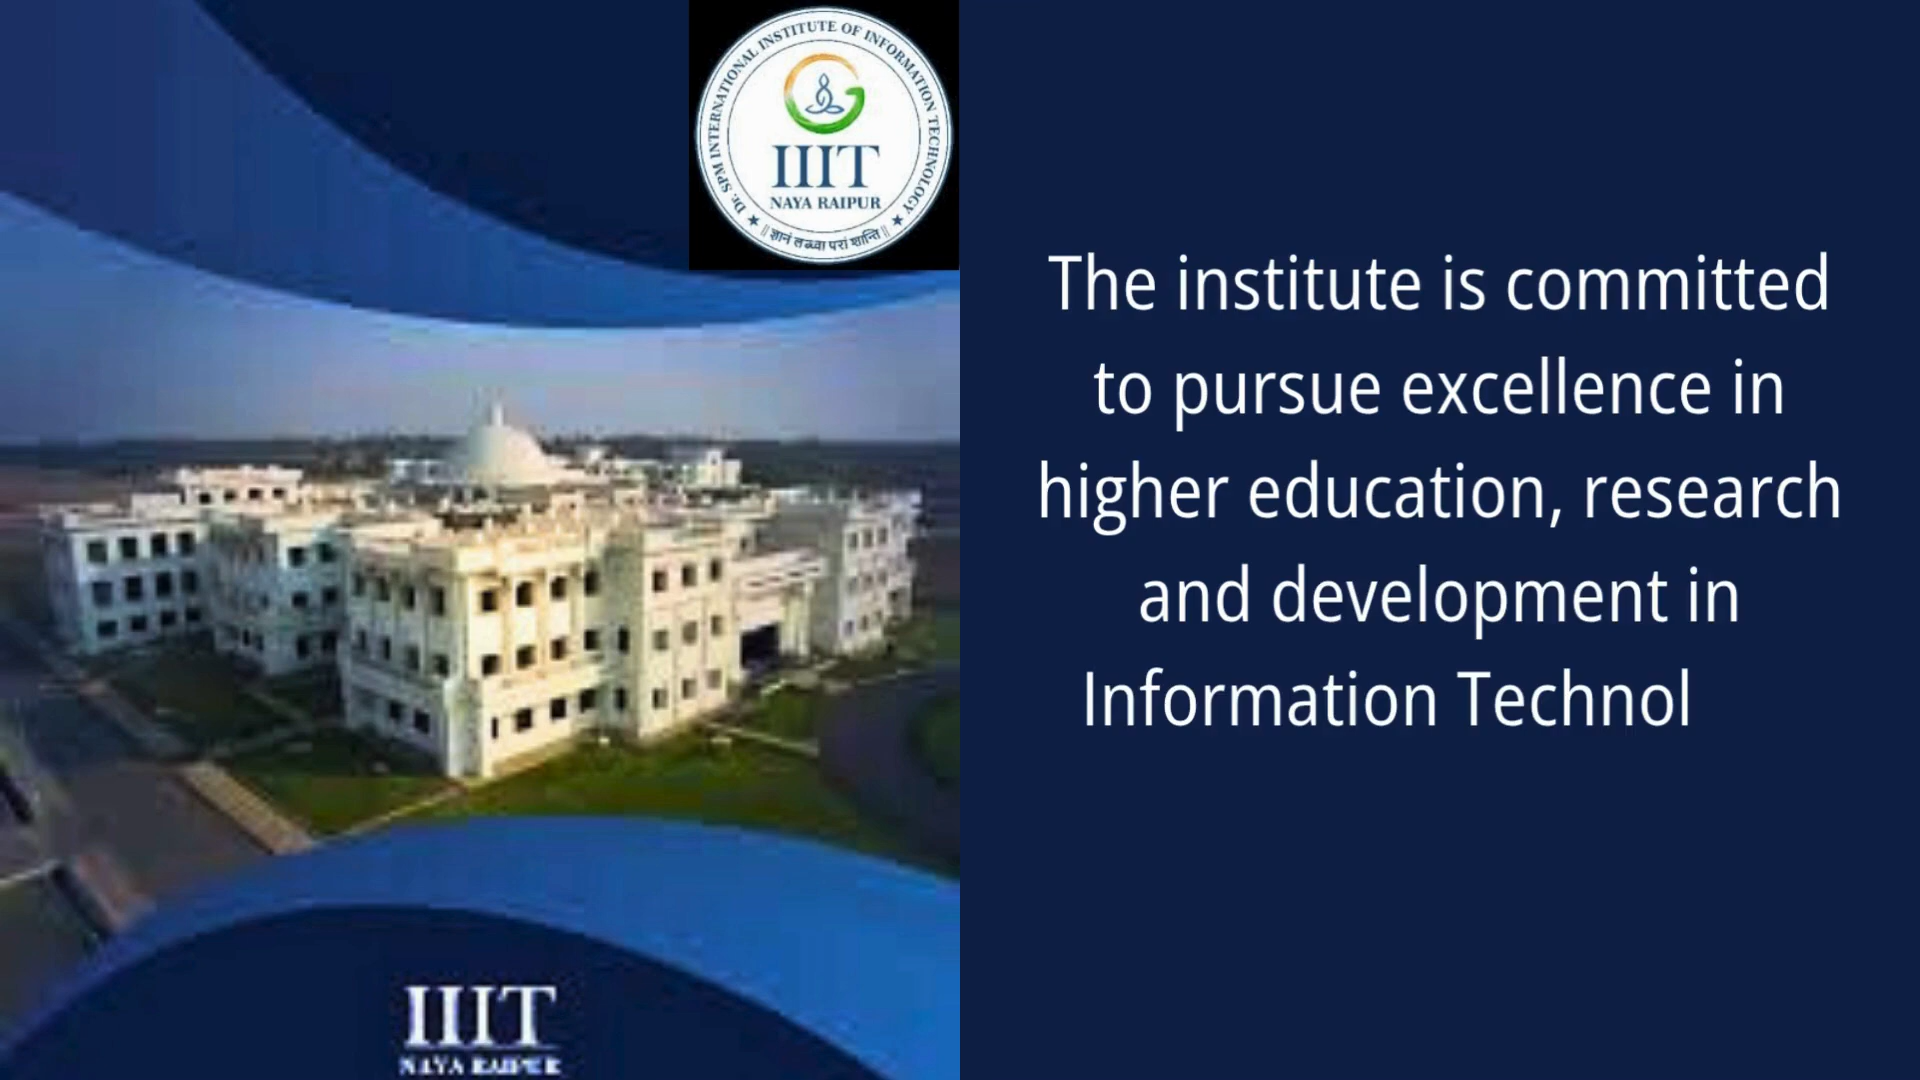 Dr. SPM INTERNATIONAL INSTITUTE OF INFORMATION TECHNOLOGY
IIIT
NAYA RAIPUR
|| ज्ञानं लब्ध्वा परां शान्ति ||
The institute is committed
to pursue excellence in
higher education, research
and development in
Information Technol
IIIT
NAYA RAIPUR